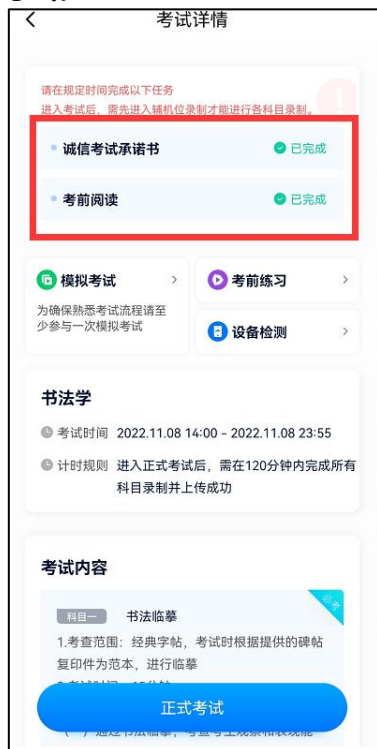 考试详情
请在规定时间完成以下任务
进入考试后，需先进入辅机位录制才能进行各科目录制。
诚信考试承诺书 已完成
考前阅读 已完成
模拟考试
为确保熟悉考试流程请至
少参与一次模拟考试
考前练习
设备检测
书法学
考试时间 2022.11.08 14:00 - 2022.11.08 23:55
计时规则 进入正式考试后，需在120分钟内完成所有
科目录制并上传成功
考试内容
必考
科目一 书法临摹
1.考查范围：经典字帖，考试时根据提供的碑帖
复印件为范本，进行临摹
正式考试